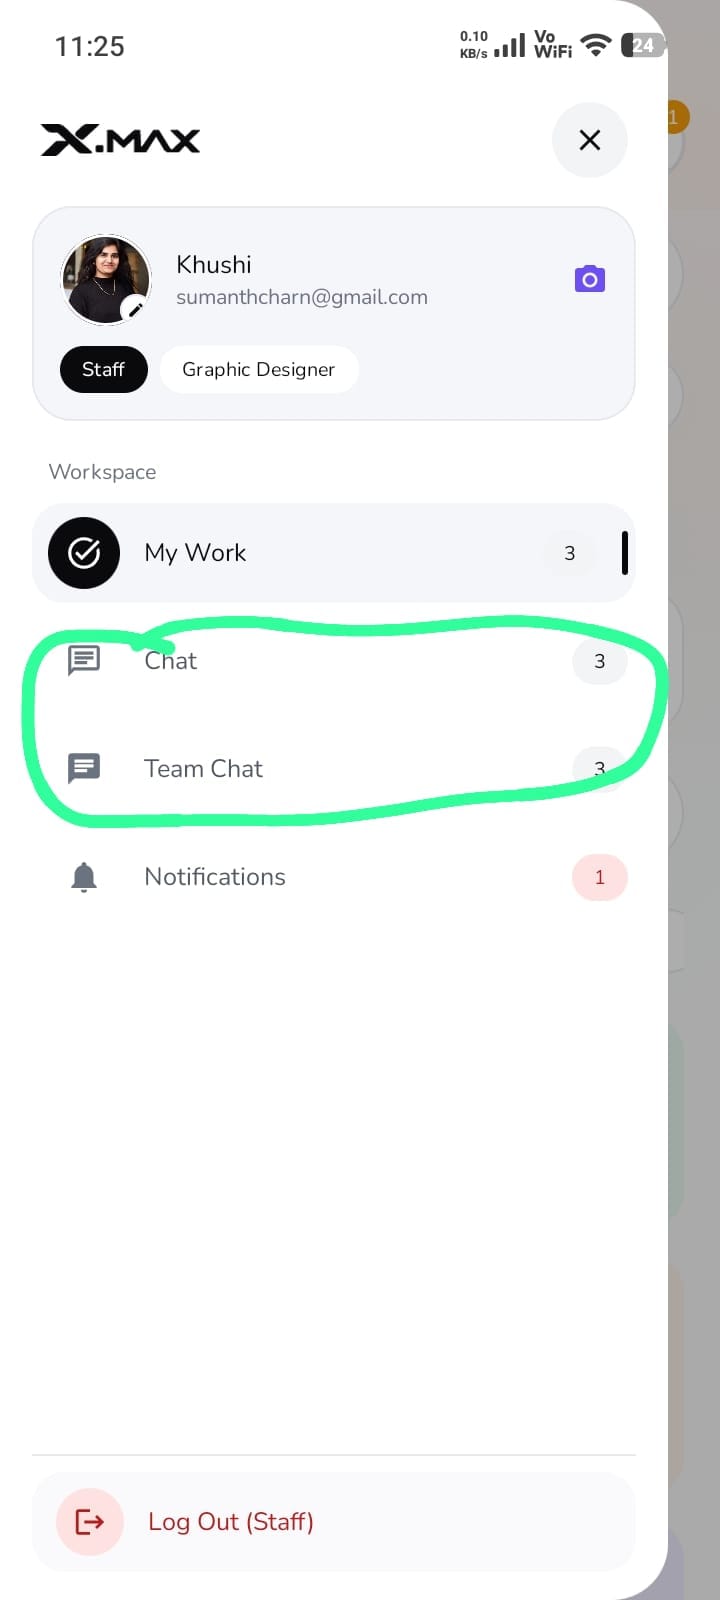 11:25
0.10
KB/s
Vo
WiFi
24
1
X.MAX
Khushi
sumanthcharn@gmail.com
Staff
Graphic Designer
Workspace
My Work
3
Chat
3
Team Chat
3
Notifications
1
Log Out (Staff)